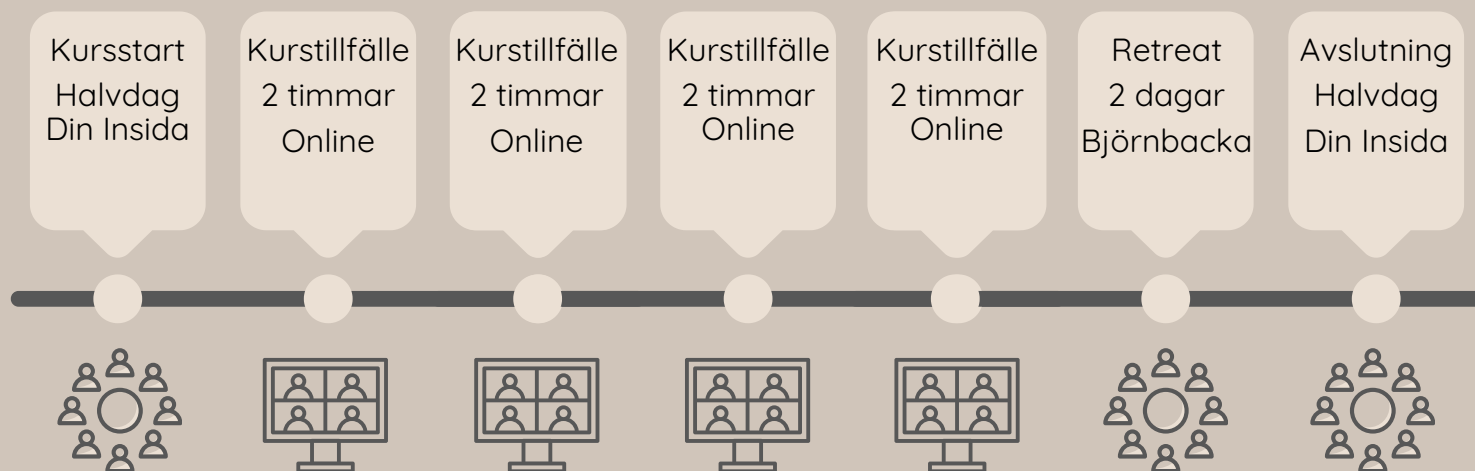 Kursstart
Halvdag
Din Insida
Kurstillfälle
2 timmar
Online
Kurstillfälle
2 timmar
Online
Kurstillfälle
2 timmar
Online
Kurstillfälle
2 timmar
Online
Retreat
2 dagar
Björnbacka
Avslutning
Halvdag
Din Insida